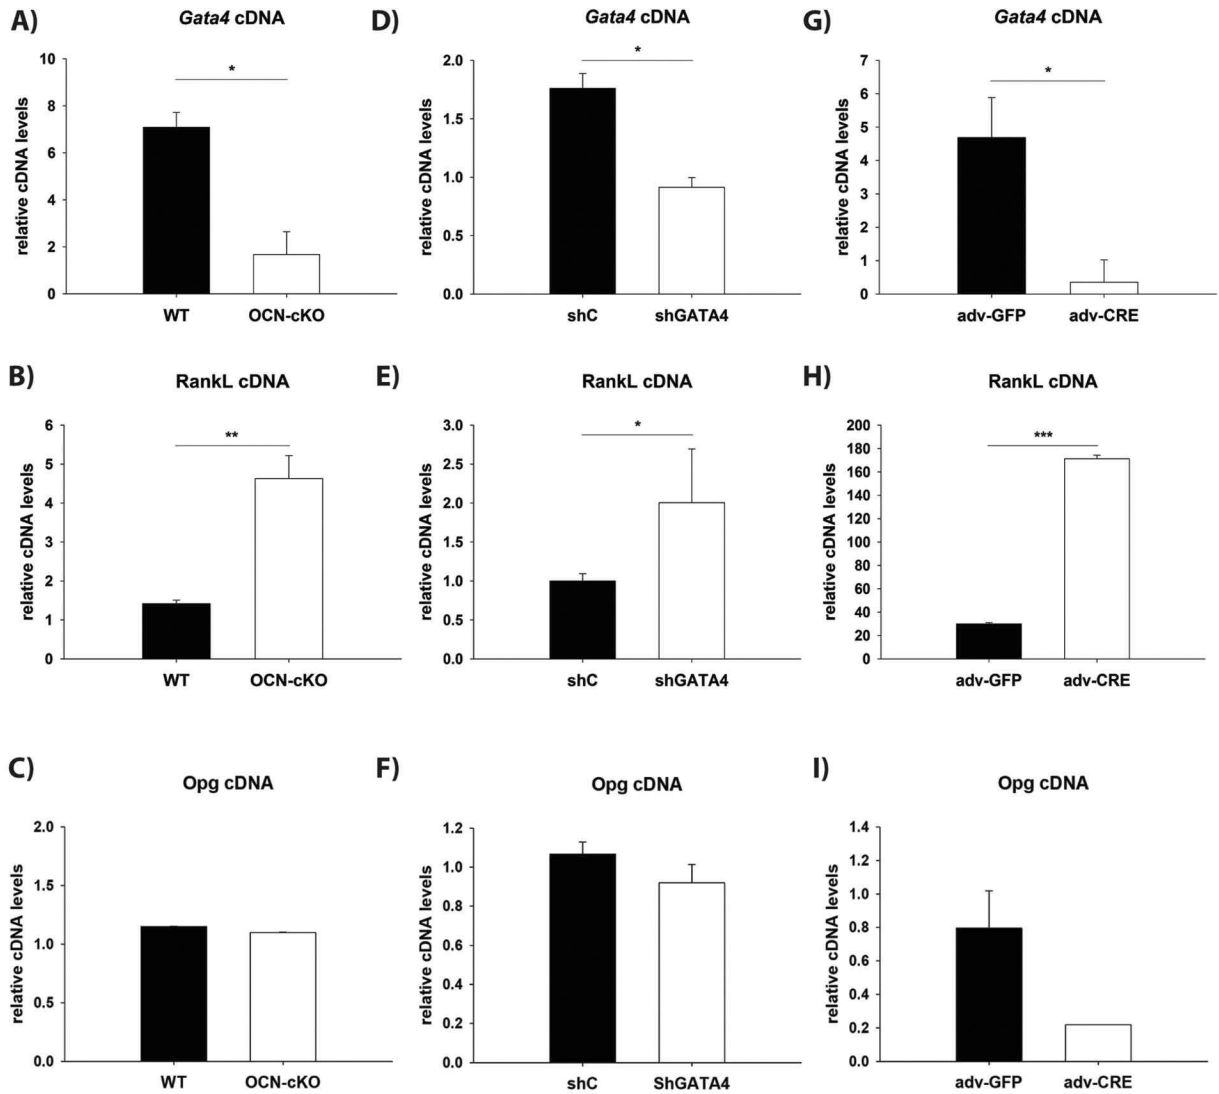 A)
Gata4 cDNA
relative cDNA levels
10
8
6
4
2
0
*
WT
OCN-cKO
D)
Gata4 cDNA
relative cDNA levels
2.0
1.5
1.0
0.5
0.0
*
shC
shGATA4
G)
Gata4 cDNA
relative cDNA levels
7
6
5
4
3
2
1
0
*
adv-GFP
adv-CRE
B)
RankL cDNA
relative cDNA levels
6
5
4
3
2
1
0
**
WT
OCN-cKO
E)
RankL cDNA
relative cDNA levels
3.0
2.5
2.0
1.5
1.0
0.5
0.0
*
shC
shGATA4
H)
RankL cDNA
relative cDNA levels
200
180
160
140
120
100
80
60
40
20
0
***
adv-GFP
adv-CRE
C)
Opg cDNA
relative cDNA levels
2.0
1.5
1.0
0.5
0.0
WT
OCN-cKO
F)
Opg cDNA
relative cDNA levels
1.2
1.0
0.8
0.6
0.4
0.2
0.0
shC
ShGATA4
I)
Opg cDNA
relative cDNA levels
1.4
1.2
1.0
0.8
0.6
0.4
0.2
0.0
adv-GFP
adv-CRE